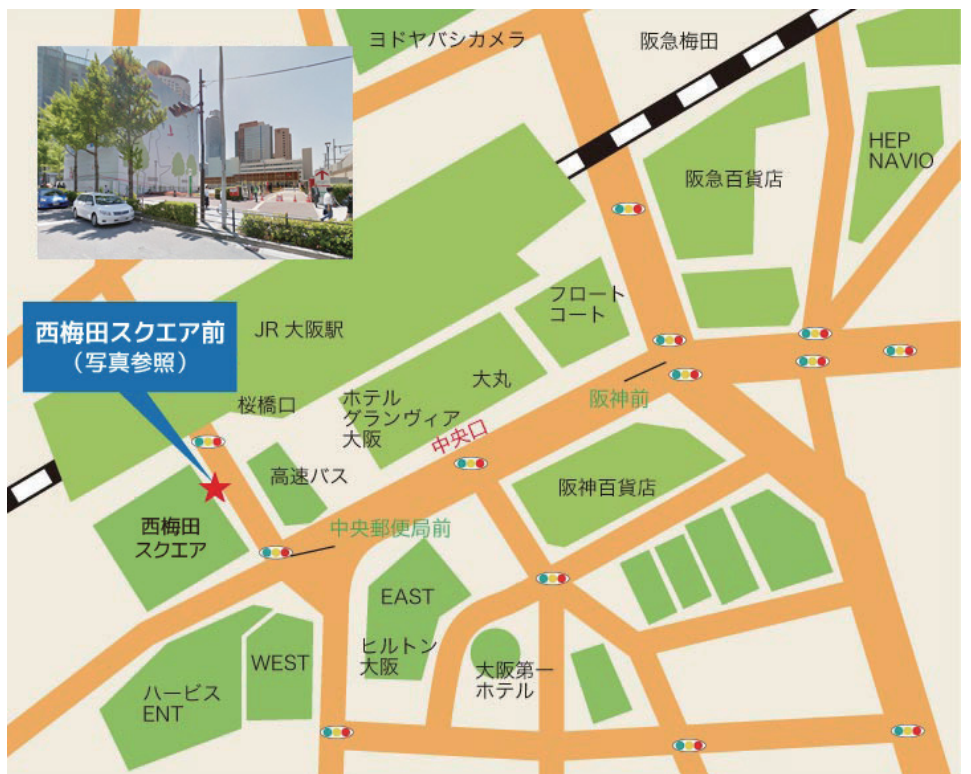 ヨドヤバシカメラ
阪急梅田
HEP
NAVIO
阪急百貨店
フロート
コート
西梅田スクエア前
（写真参照）
JR 大阪駅
大丸
阪神前
桜橋口
ホテル
グランヴィア
大阪
中央口
高速バス
阪神百貨店
西梅田
スクエア
中央郵便局前
EAST
ヒルトン
大阪
WEST
大阪第一
ホテル
ハービス
ENT